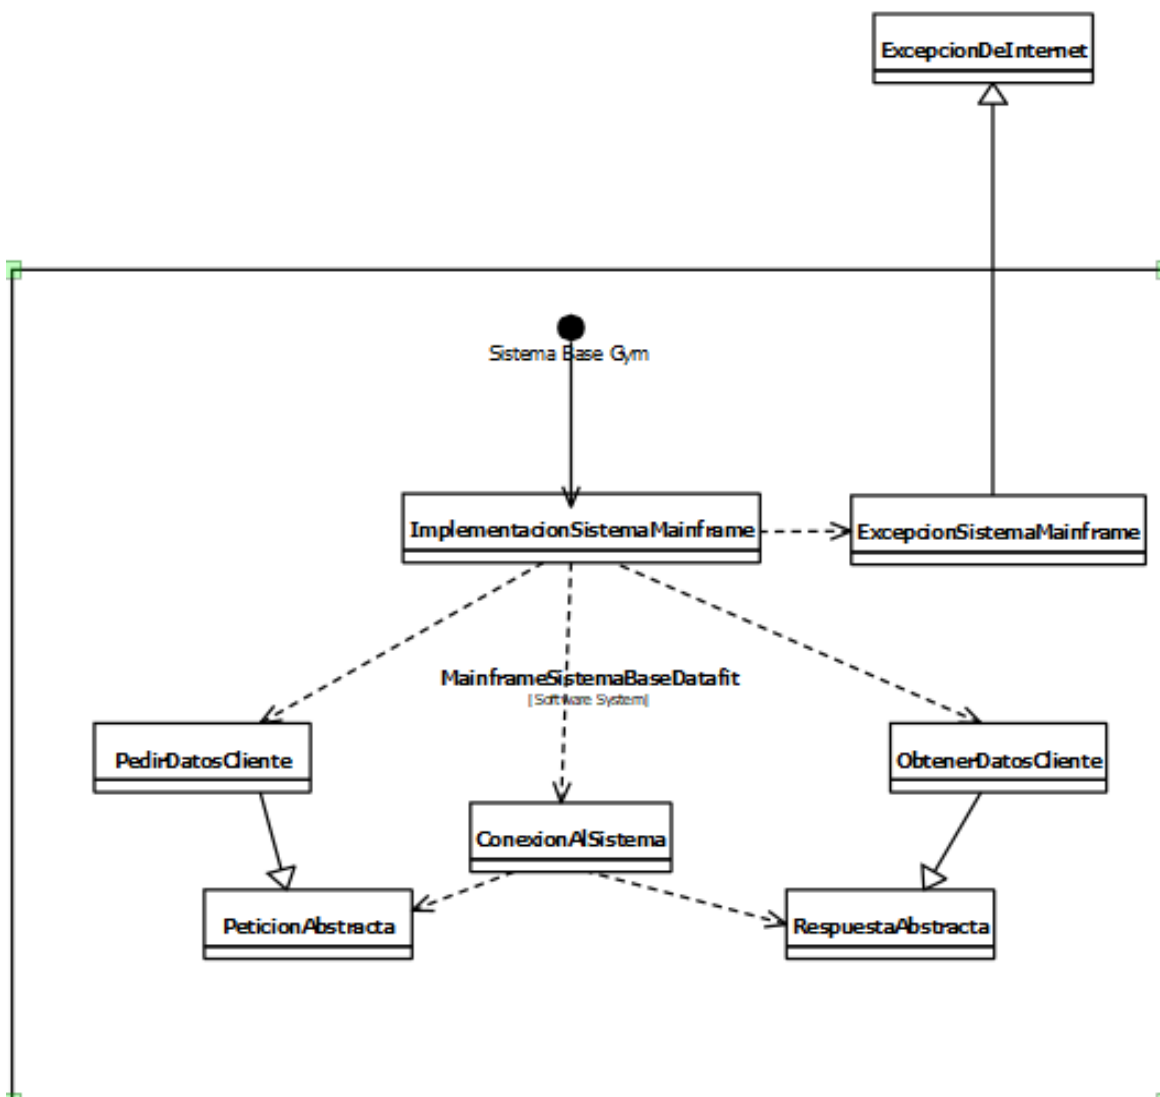 ExcepcionDeInternet
Sistema Base Gym
ImplementacionSistemaMainframe
ExcepcionSistemaMainframe
MainframeSistemaBaseDatafit
[Software System]
PedirDatosCliente
ObtenerDatosCliente
ConexionAlSistema
PeticionAbstracta
RespuestaAbstracta